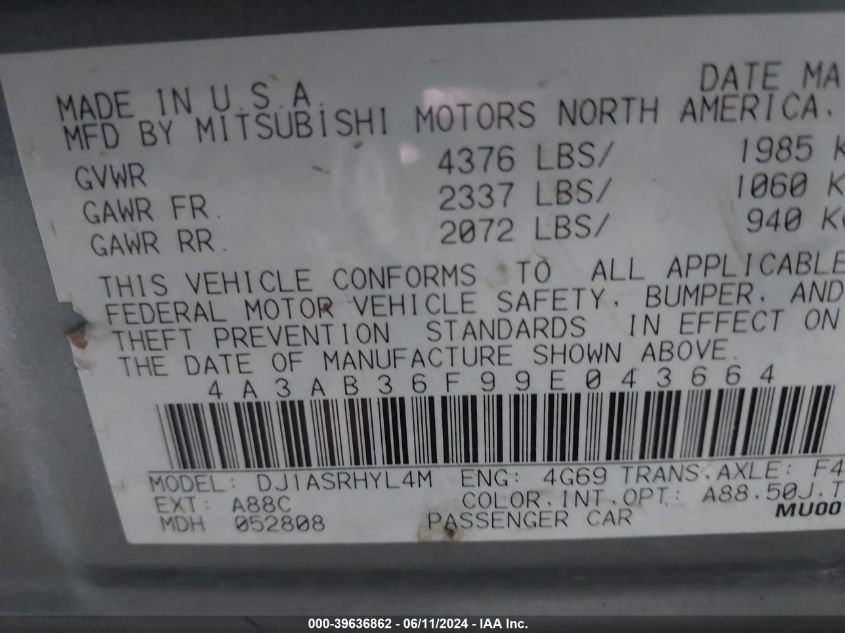 DATE MA
MADE IN U.S.A.
MFD BY MITSUBISHI MOTORS NORTH AMERICA.
GVWR 4376 LBS/ 1985 K
GAWR FR. 2337 LBS/ 1060 K
GAWR RR. 2072 LBS/ 940 KG
THIS VEHICLE CONFORMS TO ALL APPLICABLE
FEDERAL MOTOR VEHICLE SAFETY, BUMPER, AND
THEFT PREVENTION STANDARDS IN EFFECT ON
THE DATE OF MANUFACTURE SHOWN ABOVE.
4A3AB36F99E043664
MODEL: DJ1ASRHYL4M ENG: 4G69 TRANS.AXLE: F4
EXT: A88C COLOR.INT.OPT: A88.50J.T
MDH 052808 PASSENGER CAR MU00
000-39636862 - 06/11/2024 - IAA Inc.